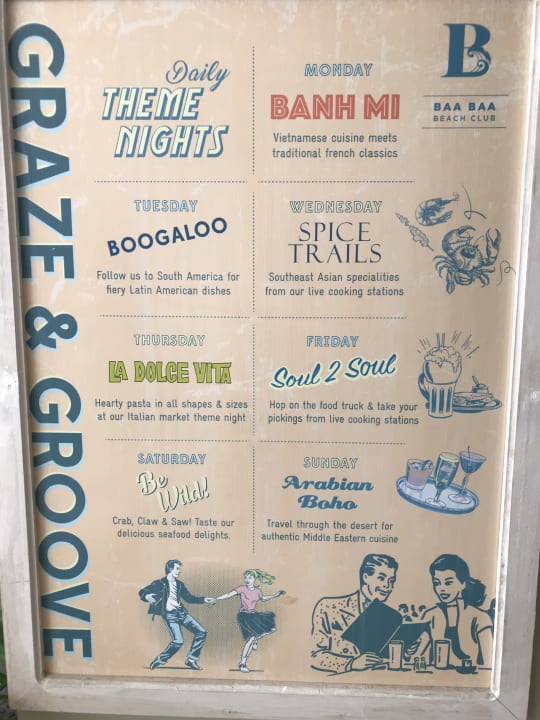 GRAZE & GROOVE
Daily
THEME
NIGHTS
MONDAY
BANH MI
Vietnamese cuisine meets
traditional french classics
B
BAA BAA
BEACH CLUB
TUESDAY
BOOGALOO
Follow us to South America for
fiery Latin American dishes
WEDNESDAY
SPICE
TRAILS
Southeast Asian specialities
from our live cooking stations
THURSDAY
LA DOLCE VITA
Hearty pasta in all shapes & sizes
at our Italian market theme night
FRIDAY
Soul 2 Soul
Hop on the food truck & take your
pickings from live cooking stations
SATURDAY
Be
Wild!
Crab, Claw & Saw! Taste our
delicious seafood delights.
SUNDAY
Arabian
Boho
Travel through the desert for
authentic Middle Eastern cuisine